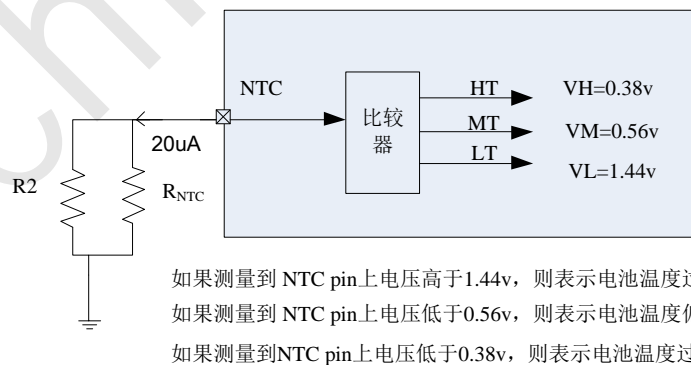 NTC
HT
VH=0.38v
比较
器
MT
VM=0.56v
LT
VL=1.44v
20uA
R2
RNTC
如果测量到 NTC pin上电压高于1.44v，则表示电池温度过
如果测量到 NTC pin上电压低于0.56v，则表示电池温度偏
如果测量到NTC pin上电压低于0.38v，则表示电池温度过